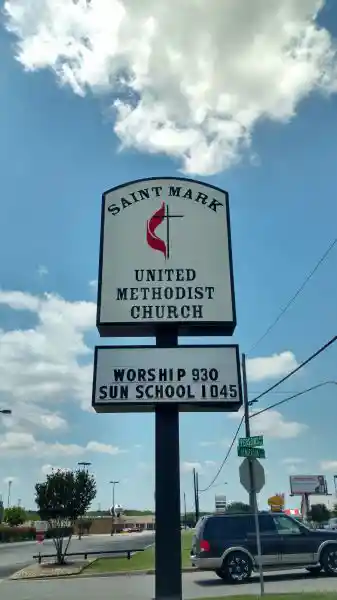 SAINT MARK
UNITED
METHODIST
CHURCH
WORSHIP 930
SUN SCHOOL 1045